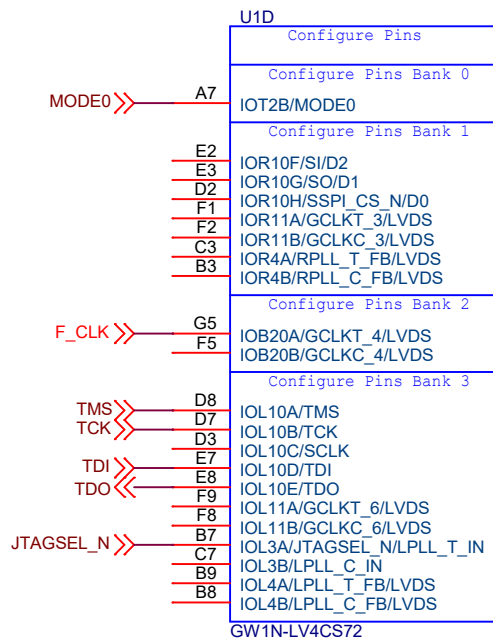 U1D
Configure Pins
Configure Pins Bank 0
MODE0 A7 IOT2B/MODE0
Configure Pins Bank 1
E2 IOR10F/SI/D2
E3 IOR10G/SO/D1
D2 IOR10H/SSPI_CS_N/D0
F1 IOR11A/GCLKT_3/LVDS
F2 IOR11B/GCLKC_3/LVDS
C3 IOR4A/RPLL_T_FB/LVDS
B3 IOR4B/RPLL_C_FB/LVDS
Configure Pins Bank 2
F_CLK G5 IOB20A/GCLKT_4/LVDS
F5 IOB20B/GCLKC_4/LVDS
Configure Pins Bank 3
TMS D8 IOL10A/TMS
TCK D7 IOL10B/TCK
D3 IOL10C/SCLK
TDI E7 IOL10D/TDI
TDO E8 IOL10E/TDO
F9 IOL11A/GCLKT_6/LVDS
F8 IOL11B/GCLKC_6/LVDS
JTAGSEL_N B7 IOL3A/JTAGSEL_N/LPLL_T_IN
C7 IOL3B/LPLL_C_IN
B9 IOL4A/LPLL_T_FB/LVDS
B8 IOL4B/LPLL_C_FB/LVDS
GW1N-LV4CS72